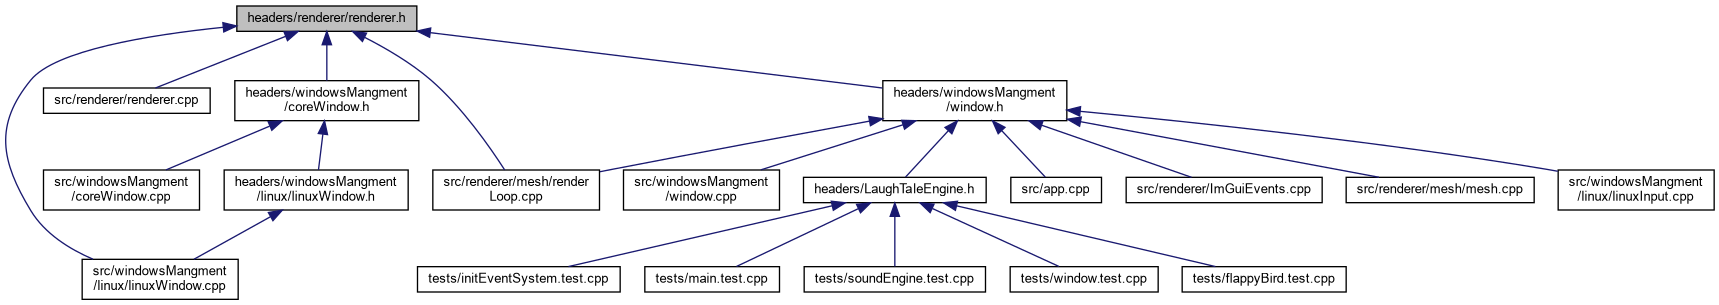 headers/renderer/renderer.h
src/renderer/renderer.cpp
headers/windowsMangment
/coreWindow.h
headers/windowsMangment
/window.h
src/windowsMangment
/coreWindow.cpp
headers/windowsMangment
/linux/linuxWindow.h
src/renderer/mesh/render
Loop.cpp
src/windowsMangment
/window.cpp
headers/LaughTaleEngine.h
src/app.cpp
src/renderer/ImGuiEvents.cpp
src/renderer/mesh/mesh.cpp
src/windowsMangment
/linux/linuxInput.cpp
src/windowsMangment
/linux/linuxWindow.cpp
tests/initEventSystem.test.cpp
tests/main.test.cpp
tests/soundEngine.test.cpp
tests/window.test.cpp
tests/flappyBird.test.cpp